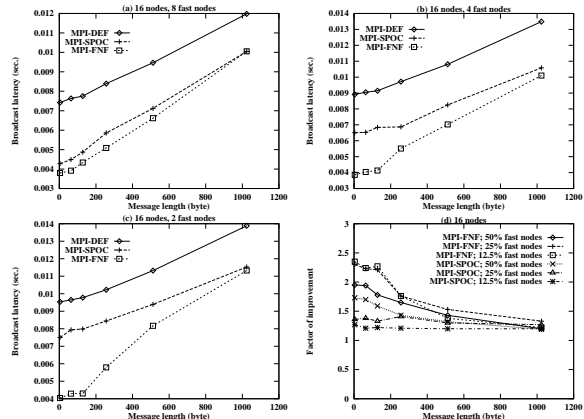 (a) 16 nodes, 8 fast nodes
0.012
0.011
0.01
0.009
0.008
0.007
0.006
0.005
0.004
0.003
Broadcast latency (sec.)
MPI-DEF
MPI-SPOC
MPI-FNF
0 200 400 600 800 1000 1200
Message length (byte)
(b) 16 nodes, 4 fast nodes
0.014
0.013
0.012
0.011
0.01
0.009
0.008
0.007
0.006
0.005
0.004
0.003
Broadcast latency (sec.)
MPI-DEF
MPI-SPOC
MPI-FNF
0 200 400 600 800 1000 1200
Message length (byte)
(c) 16 nodes, 2 fast nodes
0.014
0.013
0.012
0.011
0.01
0.009
0.008
0.007
0.006
0.005
0.004
Broadcast latency (sec.)
MPI-DEF
MPI-SPOC
MPI-FNF
0 200 400 600 800 1000 1200
Message length (byte)
(d) 16 nodes
3
2.5
2
1.5
1
0.5
0
Factor of improvement
MPI-FNF; 50% fast nodes
MPI-FNF; 25% fast nodes
MPI-FNF; 12.5% fast nodes
MPI-SPOC; 50% fast nodes
MPI-SPOC; 25% fast nodes
MPI-SPOC; 12.5% fast nodes
0 200 400 600 800 1000 1200
Message length (byte)